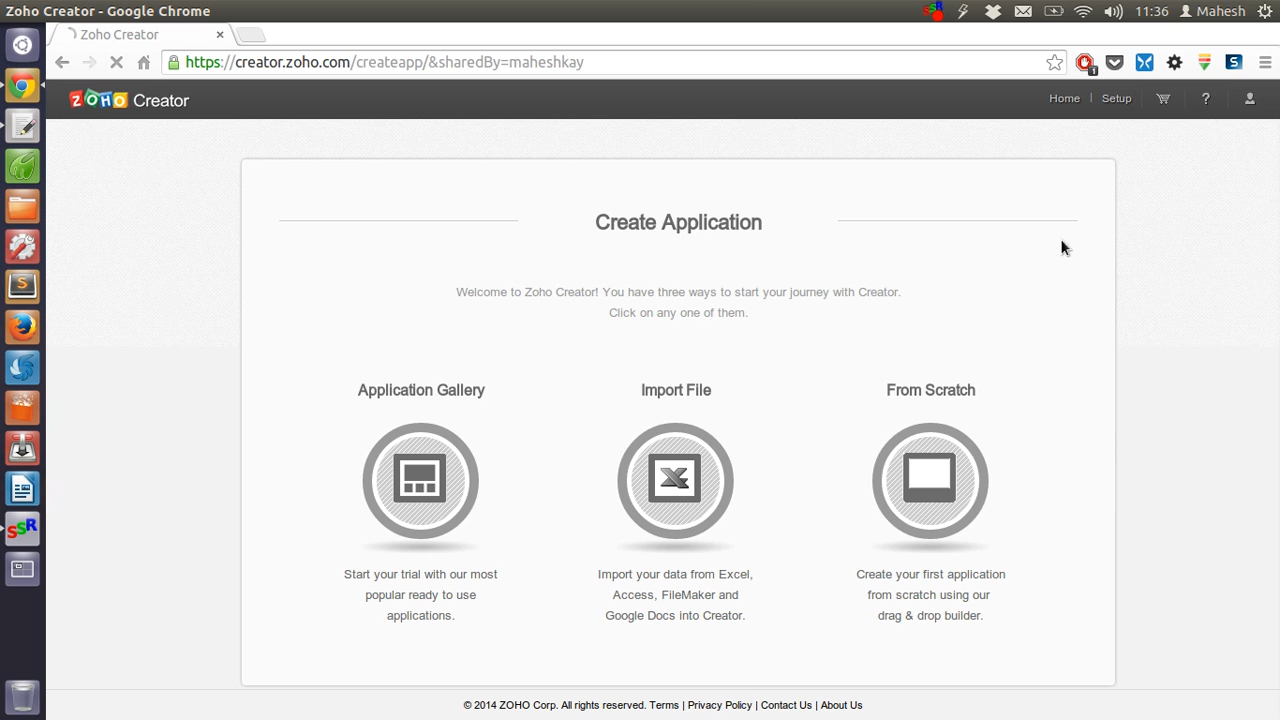 Zoho Creator - Google Chrome
11:36 Mahesh
Zoho Creator ×
https://creator.zoho.com/createapp/&sharedBy=maheshkay
1
S
ZOHO Creator
Home | Setup ?
Create Application
Welcome to Zoho Creator! You have three ways to start your journey with Creator.
Click on any one of them.
Application Gallery
Import File
From Scratch
X
S
SSR
Start your trial with our most
popular ready to use
applications.
Import your data from Excel,
Access, FileMaker and
Google Docs into Creator.
Create your first application
from scratch using our
drag & drop builder.
© 2014 ZOHO Corp. All rights reserved. Terms | Privacy Policy | Contact Us | About Us